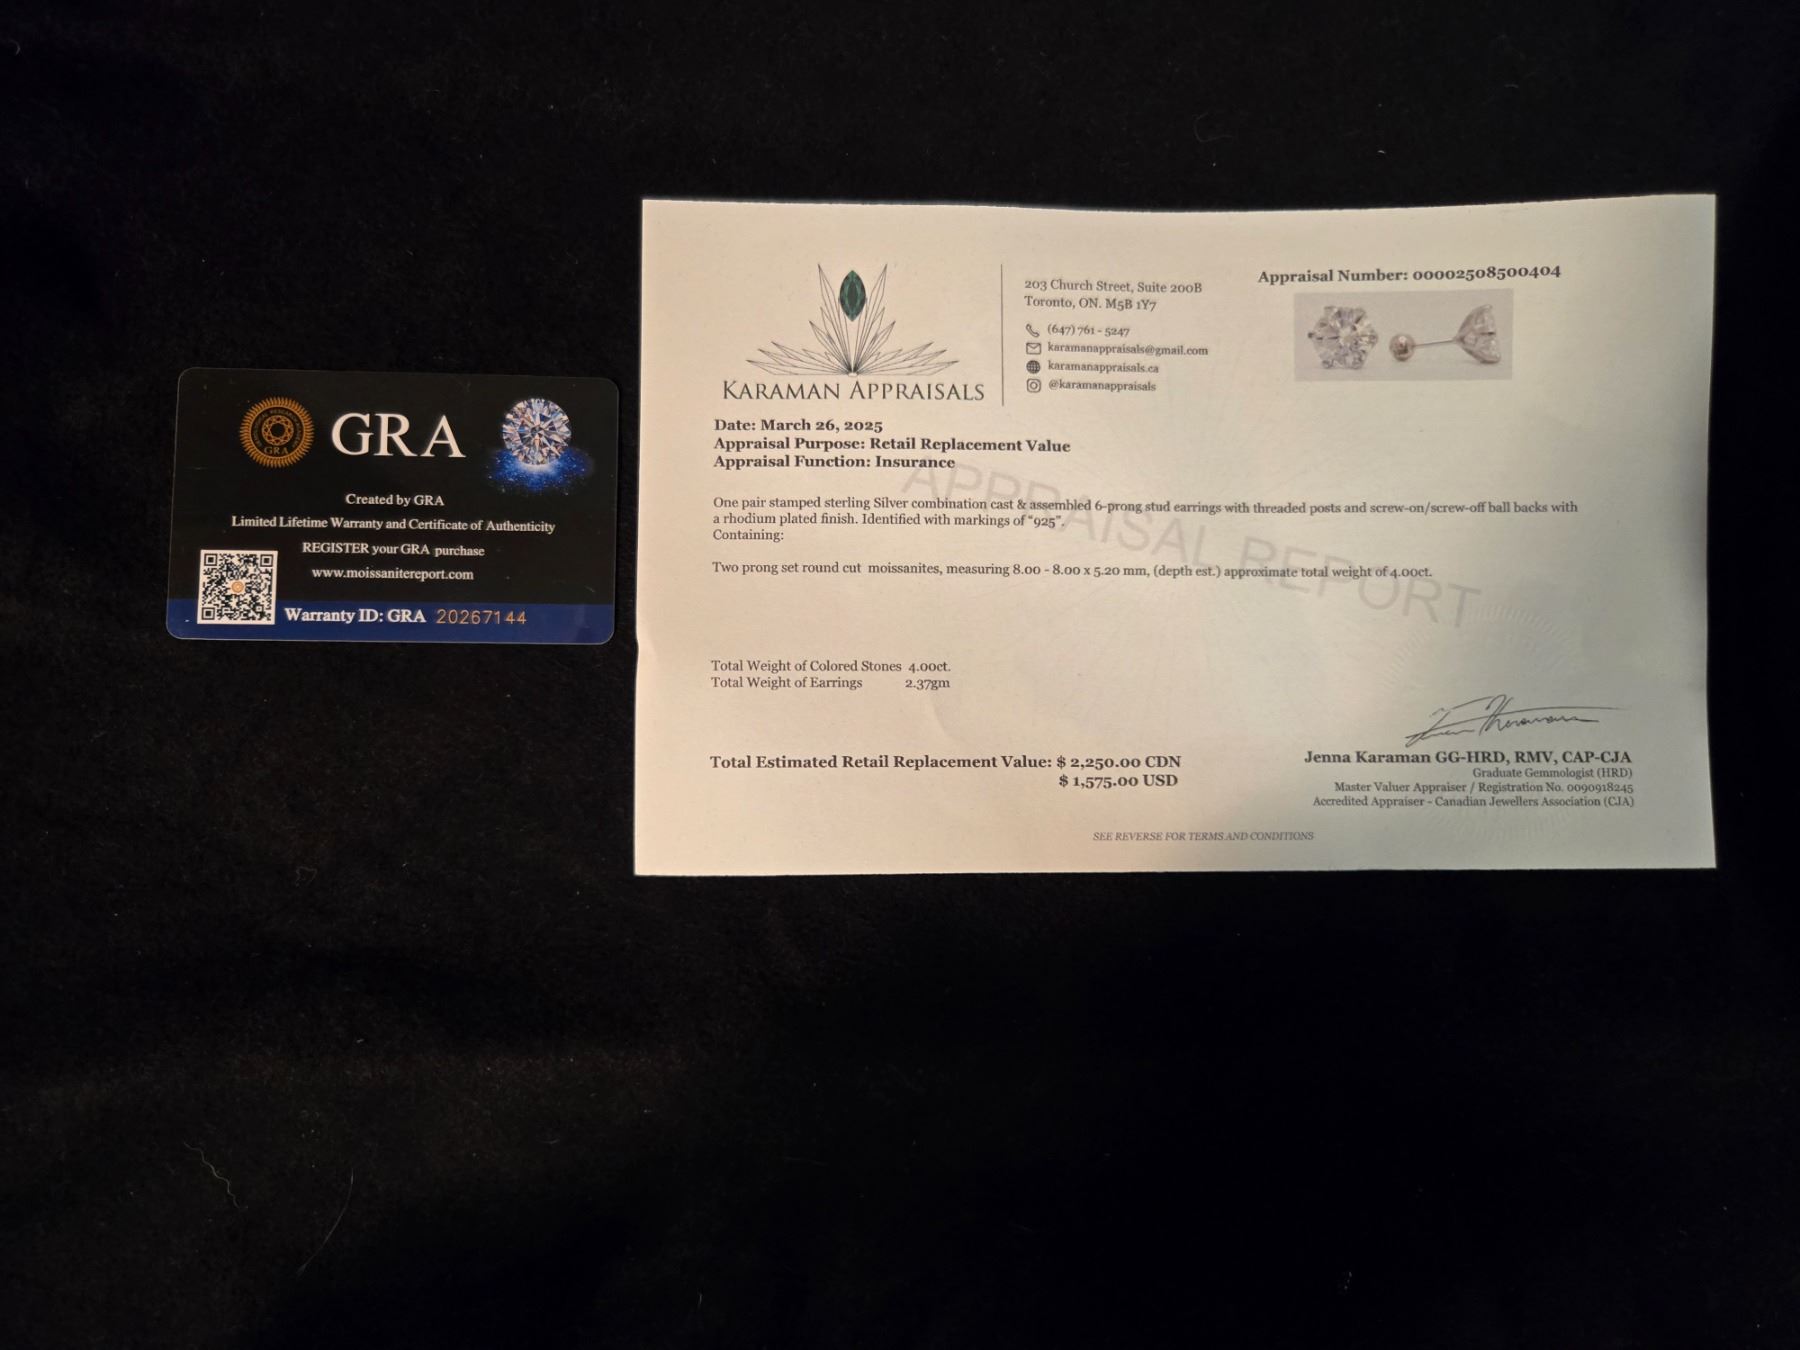 GRA
Created by GRA
Limited Lifetime Warranty and Certificate of Authenticity
REGISTER your GRA purchase
www.moissanitereport.com
Warranty ID: GRA 20267144
KARAMAN APPRAISALS
203 Church Street, Suite 200B
Toronto, ON. M5B 1Y7
(647) 761 - 5247
karamanappraisals@gmail.com
karamanappraisals.ca
@karamanappraisals
Appraisal Number: 00002508500404
Date: March 26, 2025
Appraisal Purpose: Retail Replacement Value
Appraisal Function: Insurance
APPRAISAL REPORT
One pair stamped sterling Silver combination cast & assembled 6-prong stud earrings with threaded posts and screw-on/screw-off ball backs with
a rhodium plated finish. Identified with markings of "925".
Containing:
Two prong set round cut moissanites, measuring 8.00 - 8.00 x 5.20 mm, (depth est.) approximate total weight of 4.00ct.
Total Weight of Colored Stones 4.00ct.
Total Weight of Earrings 2.37gm
Total Estimated Retail Replacement Value: $ 2,250.00 CDN
$ 1,575.00 USD
Jenna Karaman GG-HRD, RMV, CAP-CJA
Graduate Gemmologist (HRD)
Master Valuer Appraiser / Registration No. 0090918245
Accredited Appraiser - Canadian Jewellers Association (CJA)
SEE REVERSE FOR TERMS AND CONDITIONS